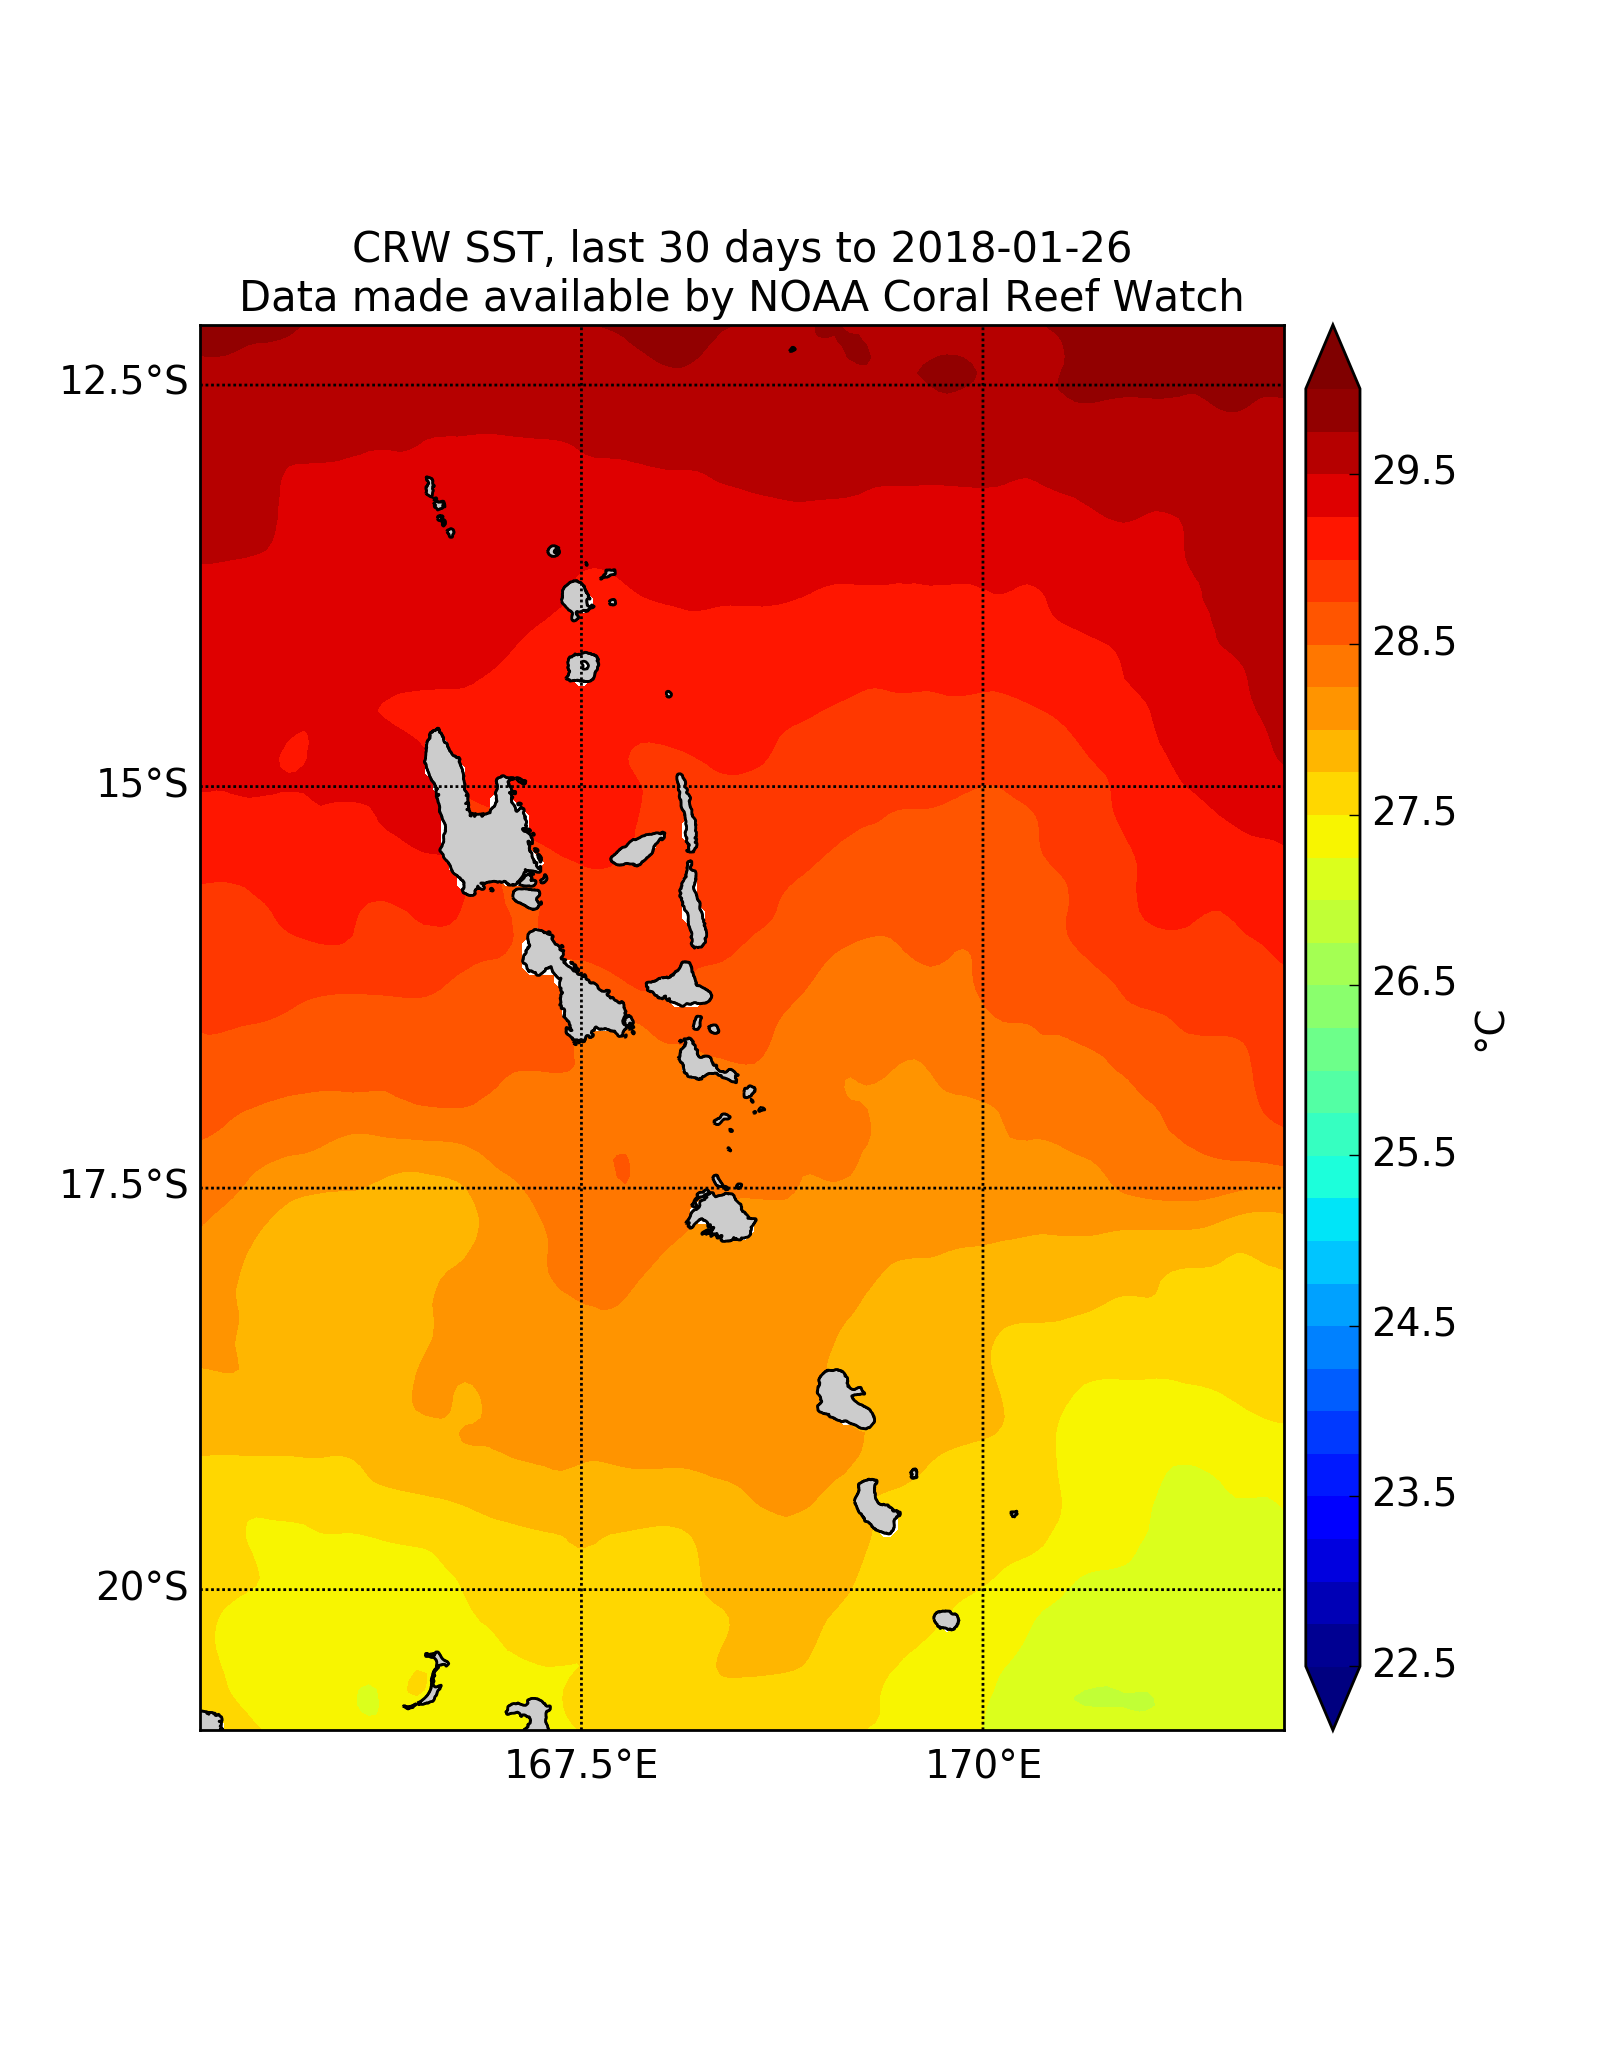 CRW SST, last 30 days to 2018-01-26
Data made available by NOAA Coral Reef Watch
12.5°S
15°S
17.5°S
20°S
167.5°E
170°E
29.5
28.5
27.5
26.5
25.5
24.5
23.5
22.5
°C